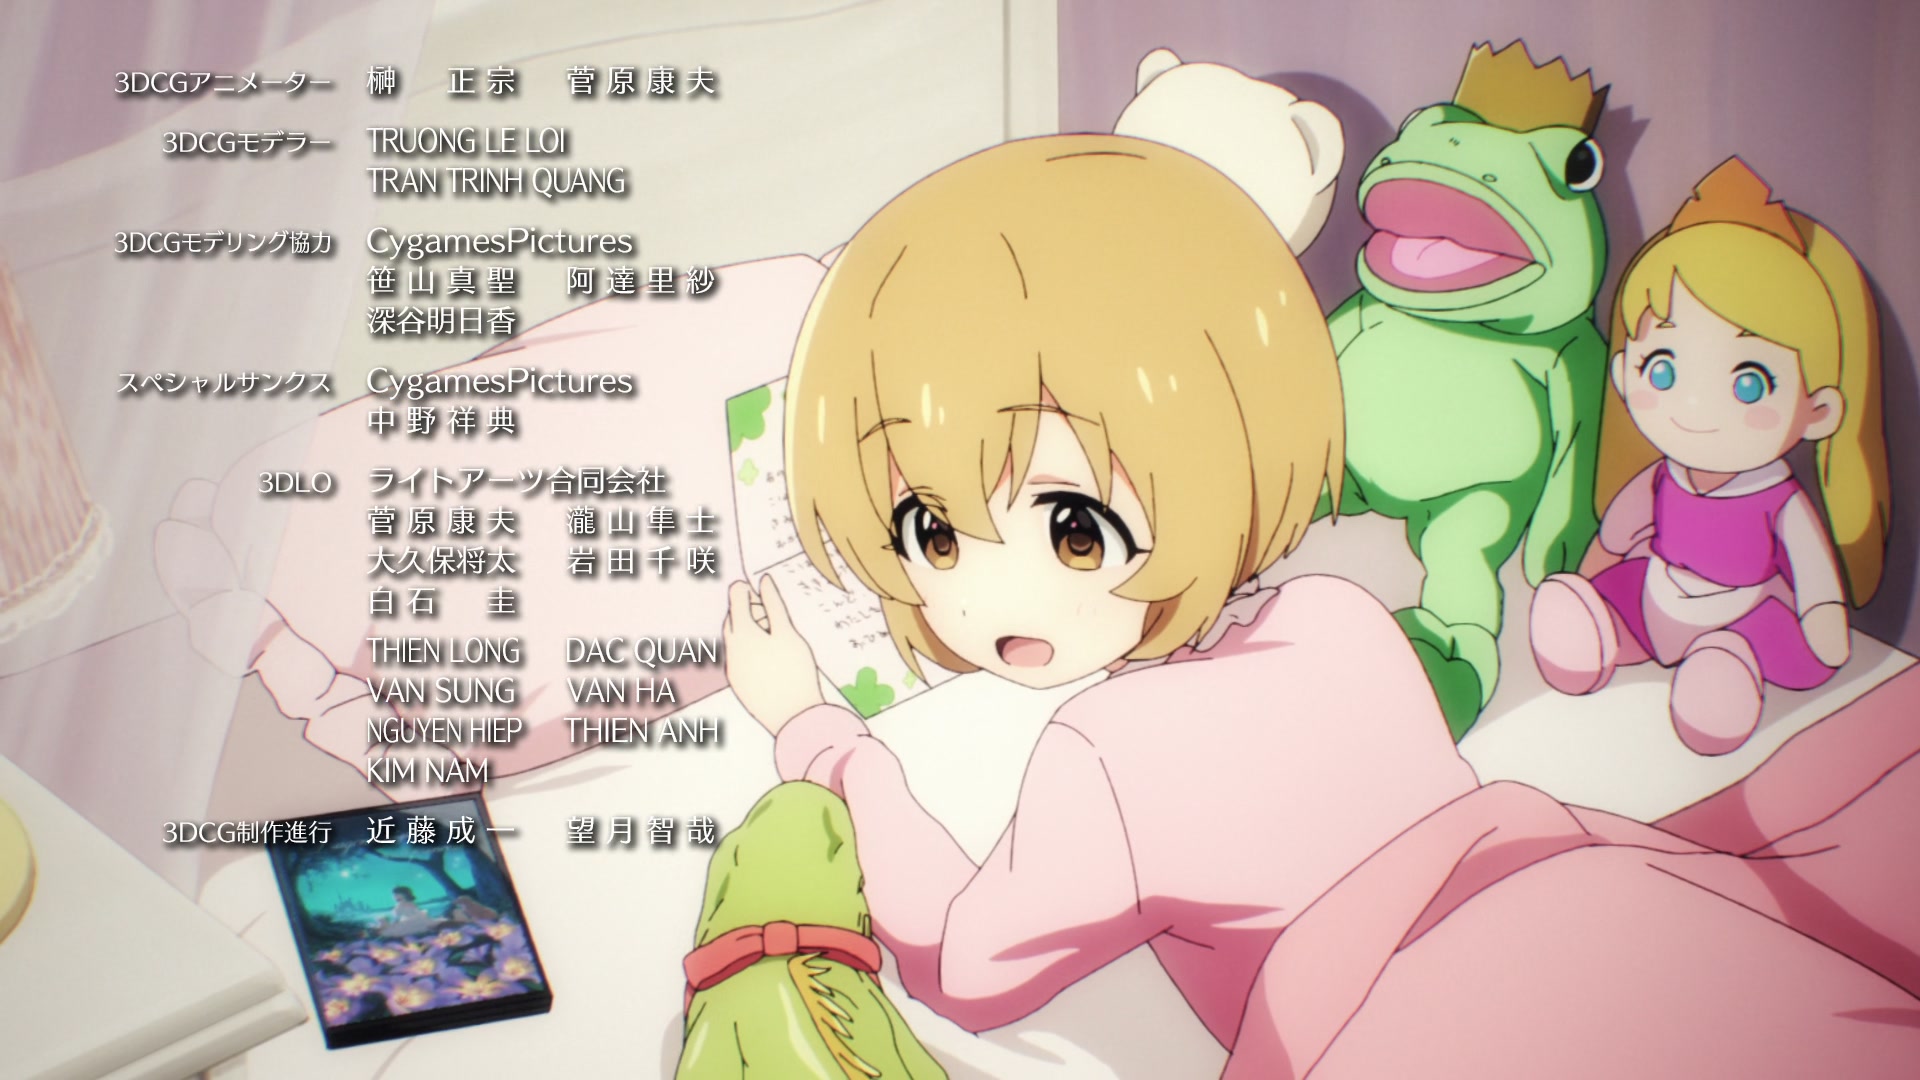 3DCGアニメーター 榊 正宗 菅原康夫
3DCGモデラー TRUONG LE LOI
TRAN TRINH QUANG
3DCGモデリング協力 CygamesPictures
笹山真聖 阿達里紗
深谷明日香
スペシャルサンクス CygamesPictures
中野祥典
3DLO ライトアーツ合同会社
菅原康夫 瀧山隼士
大久保将太 岩田千咲
白石 圭
THIEN LONG DAC QUAN
VAN SUNG VAN HA
NGUYEN HIEP THIEN ANH
KIM NAM
3DCG制作進行 近藤成一 望月智哉